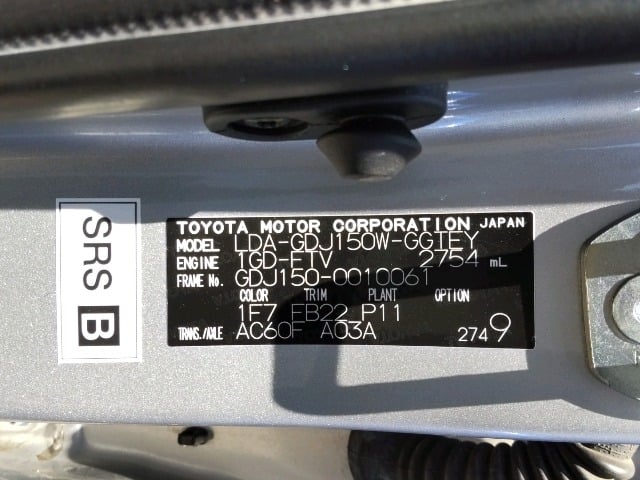 TOYOTA MOTOR CORPORATION JAPAN
MODEL LDA-GDJ150W-GGIEY
ENGINE 1GD-FTV 2754 mL
FRAME No. GDJ150-0010061
COLOR TRIM PLANT OPTION
1F7 FB22 P11
TRANS./AXLE AC60F A03A 2749
SRS B